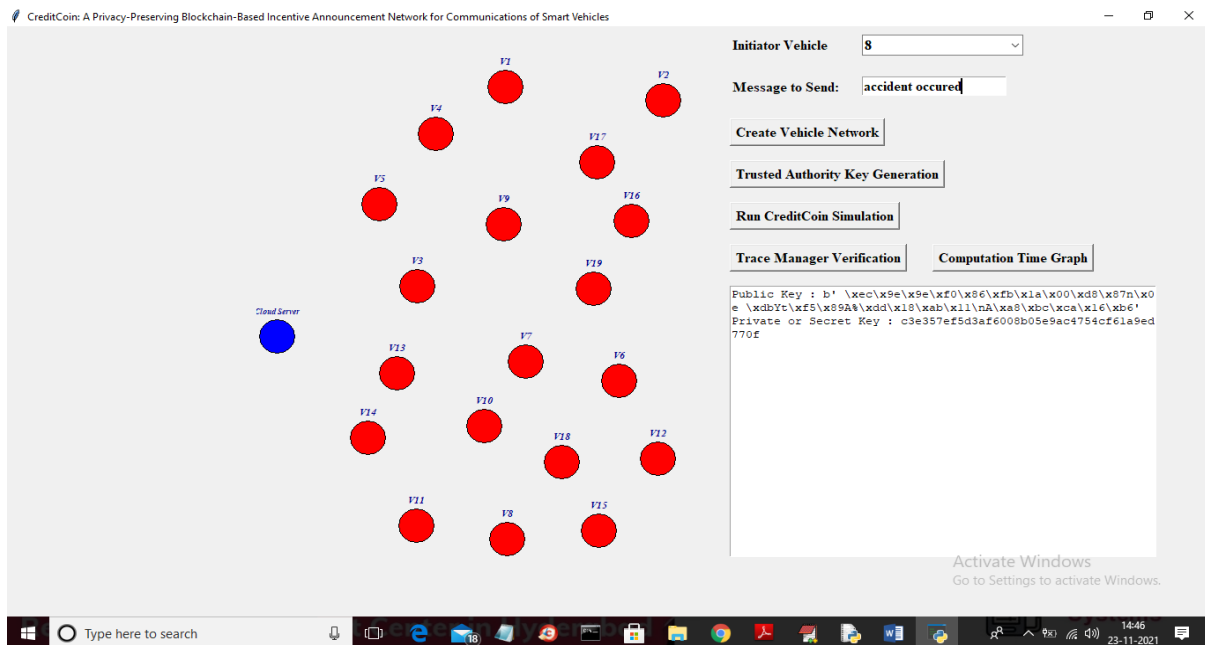 CreditCoin: A Privacy-Preserving Blockchain-Based Incentive Announcement Network for Communications of Smart Vehicles
Initiator Vehicle 8
Message to Send: accident occured
Create Vehicle Network
Trusted Authority Key Generation
Run CreditCoin Simulation
Trace Manager Verification Computation Time Graph
Public Key : b' \xec\x9e\x9e\xf0\x86\xfb\x1a\x00\xd8\x87n\x0
e \xdbYt\xf5\x89A%\xdd\x18\xab\x11\nA\xa8\xbc\xca\x16\xb6'
Private or Secret Key : c3e357ef5d3af6008b05e9ac4754cf61a9ed
770f
V1
V2
V4
V17
V5
V9
V16
V3
V19
Cloud Server
V13
V7
V6
V14
V10
V18
V12
V11
V8
V15
Activate Windows
Go to Settings to activate Windows.
Type here to search
18
14:46
23-11-2021